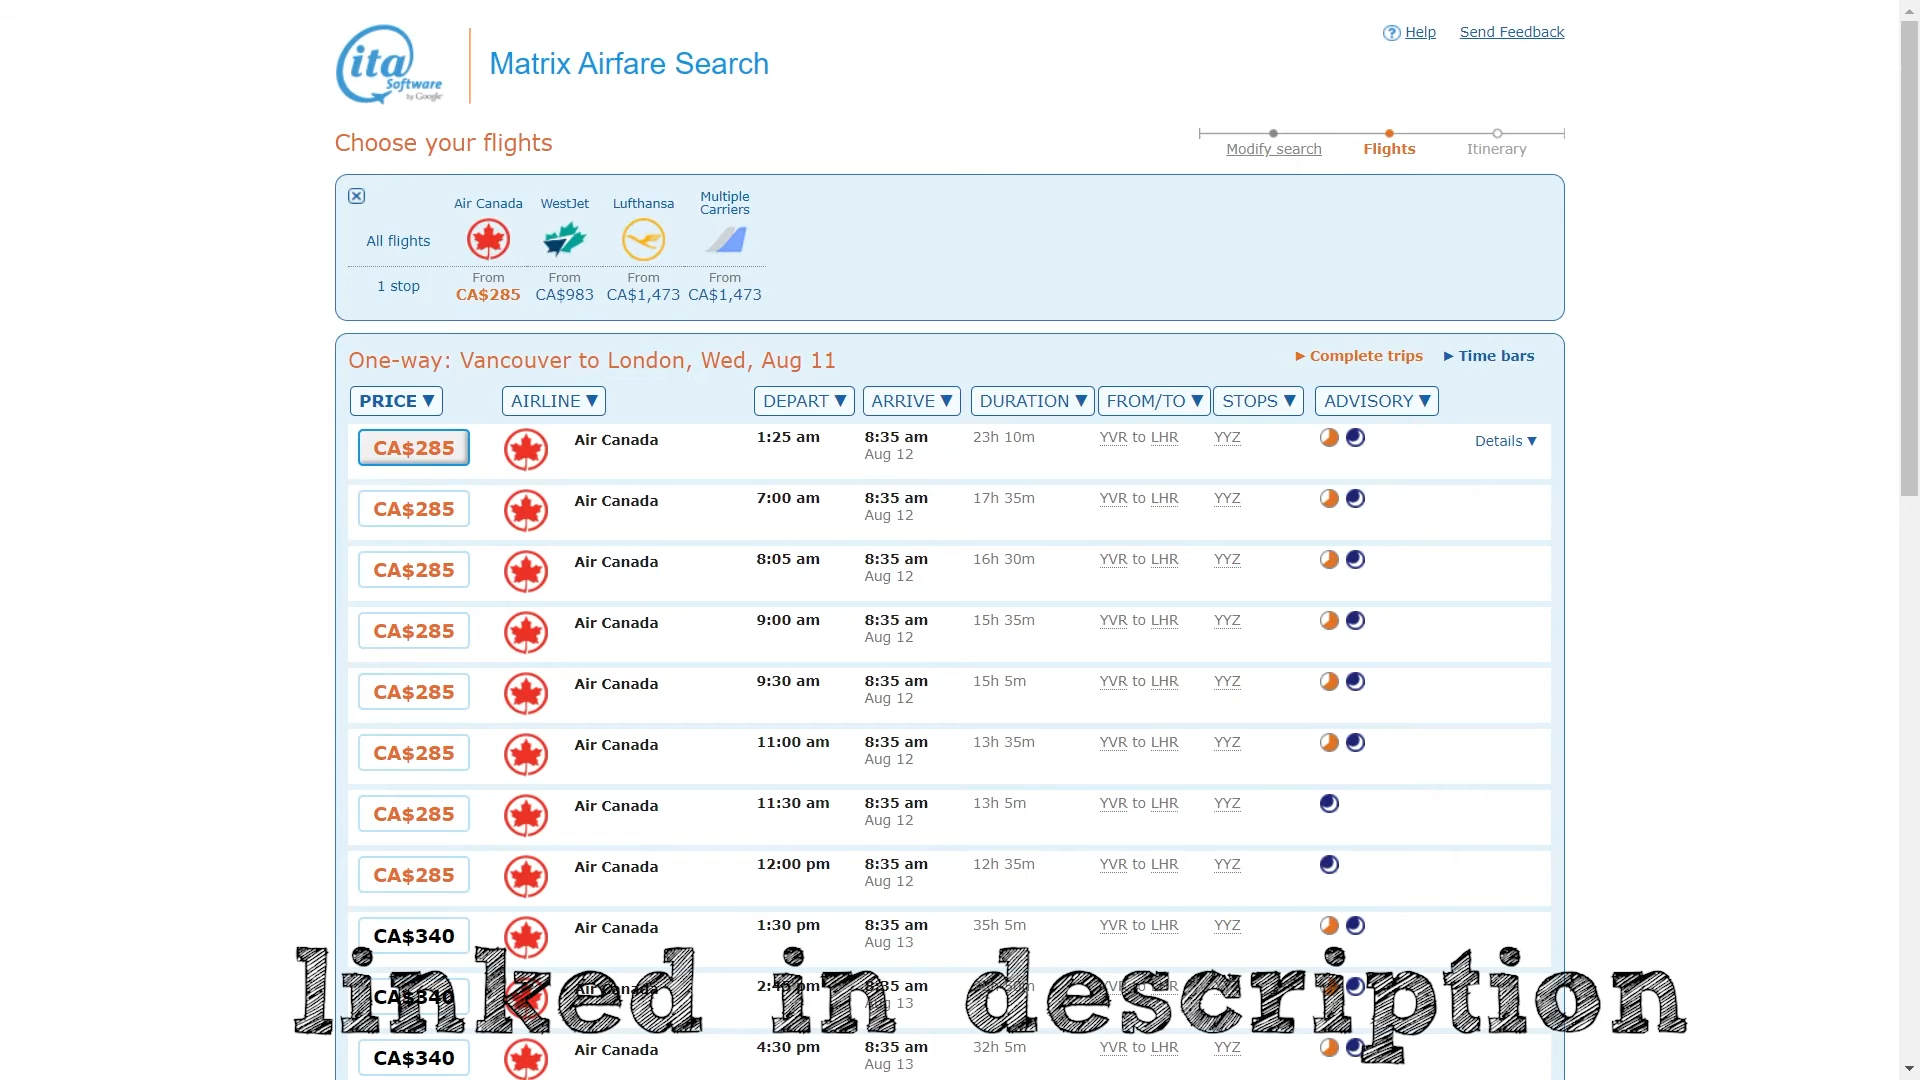 ita Software by Google
Matrix Airfare Search
? Help Send Feedback
Choose your flights
Modify search Flights Itinerary
Air Canada WestJet Lufthansa Multiple Carriers
All flights
From From From From
1 stop CA$285 CA$983 CA$1,473 CA$1,473
One-way: Vancouver to London, Wed, Aug 11
Complete trips Time bars
PRICE AIRLINE DEPART ARRIVE DURATION FROM/TO STOPS ADVISORY
CA$285 Air Canada 1:25 am 8:35 am 23h 10m YVR to LHR YYZ Details
Aug 12
CA$285 Air Canada 7:00 am 8:35 am 17h 35m YVR to LHR YYZ
Aug 12
CA$285 Air Canada 8:05 am 8:35 am 16h 30m YVR to LHR YYZ
Aug 12
CA$285 Air Canada 9:00 am 8:35 am 15h 35m YVR to LHR YYZ
Aug 12
CA$285 Air Canada 9:30 am 8:35 am 15h 5m YVR to LHR YYZ
Aug 12
CA$285 Air Canada 11:00 am 8:35 am 13h 35m YVR to LHR YYZ
Aug 12
CA$285 Air Canada 11:30 am 8:35 am 13h 5m YVR to LHR YYZ
Aug 12
CA$285 Air Canada 12:00 pm 8:35 am 12h 35m YVR to LHR YYZ
Aug 12
CA$340 Air Canada 1:30 pm 8:35 am 35h 5m YVR to LHR YYZ
Aug 13
linked in description
CA$340 Air Canada pm 8:35 am YVR to LHR
13
CA$340 Air Canada 4:30 pm 8:35 am 32h 5m YVR to LHR YYZ
Aug 13